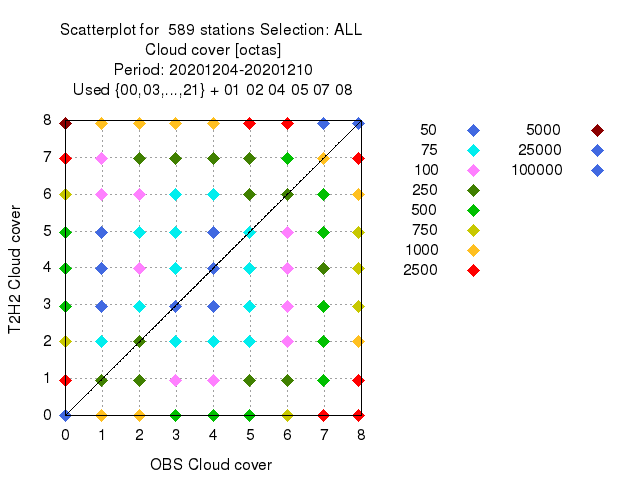 Scatterplot for 589 stations Selection: ALL
Cloud cover [octas]
Period: 20201204-20201210
Used {00,03,...,21} + 01 02 04 05 07 08
T2H2 Cloud cover
8
7
6
5
4
3
2
1
0
0 1 2 3 4 5 6 7 8
OBS Cloud cover
50 5000
75 25000
100 100000
250
500
750
1000
2500